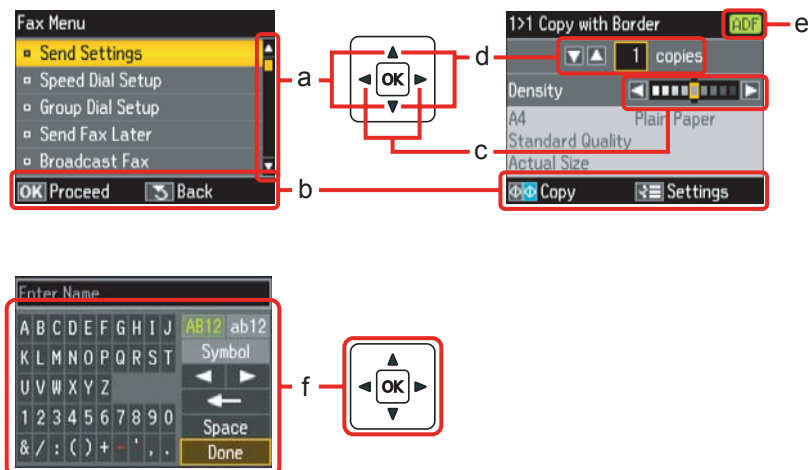 Fax Menu
Send Settings
Speed Dial Setup
Group Dial Setup
Send Fax Later
Broadcast Fax
OK Proceed Back
a
b
OK
d
c
1>1 Copy with Border ADF
e
1 copies
Density
A4 Plain Paper
Standard Quality
Actual Size
Copy Settings
Enter Name
A B C D E F G H I J AB12 ab12
K L M N O P Q R S T Symbol
U V W X Y Z
1 2 3 4 5 6 7 8 9 0 Space
& / : ( ) + - ' , . Done
f
OK